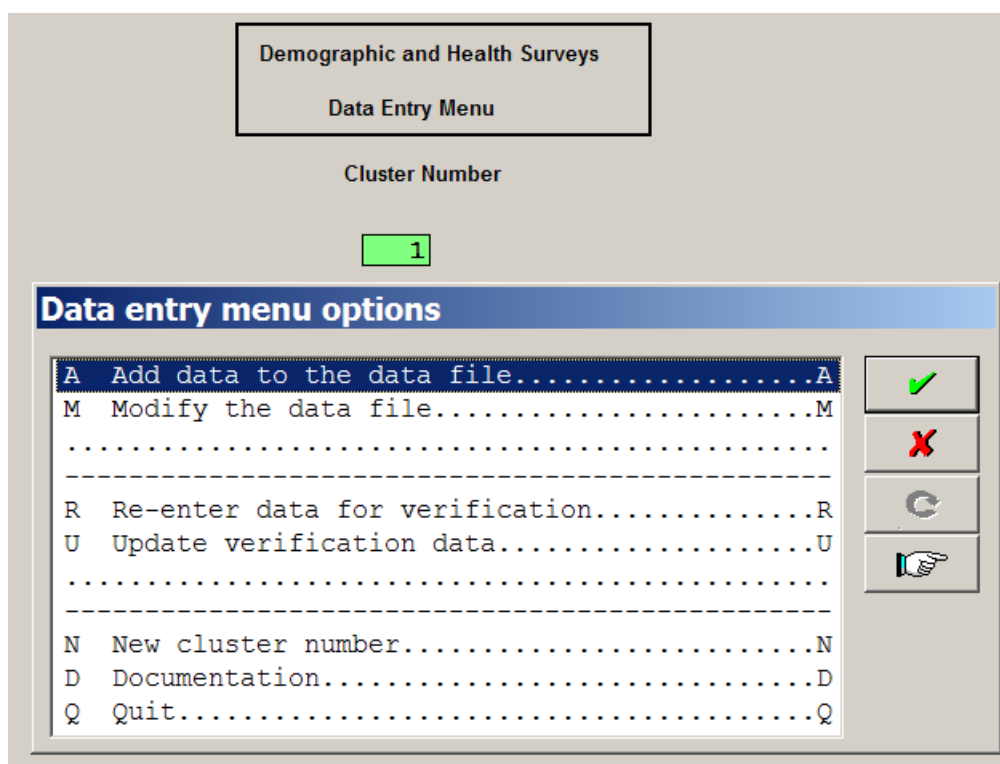 Demographic and Health Surveys
Data Entry Menu
Cluster Number
1
Data entry menu options
A Add data to the data file...................A
M Modify the data file........................M
................................................
------------------------------------------------
R Re-enter data for verification..............R
U Update verification data....................U
................................................
------------------------------------------------
N New cluster number..........................N
D Documentation...............................D
Q Quit........................................Q